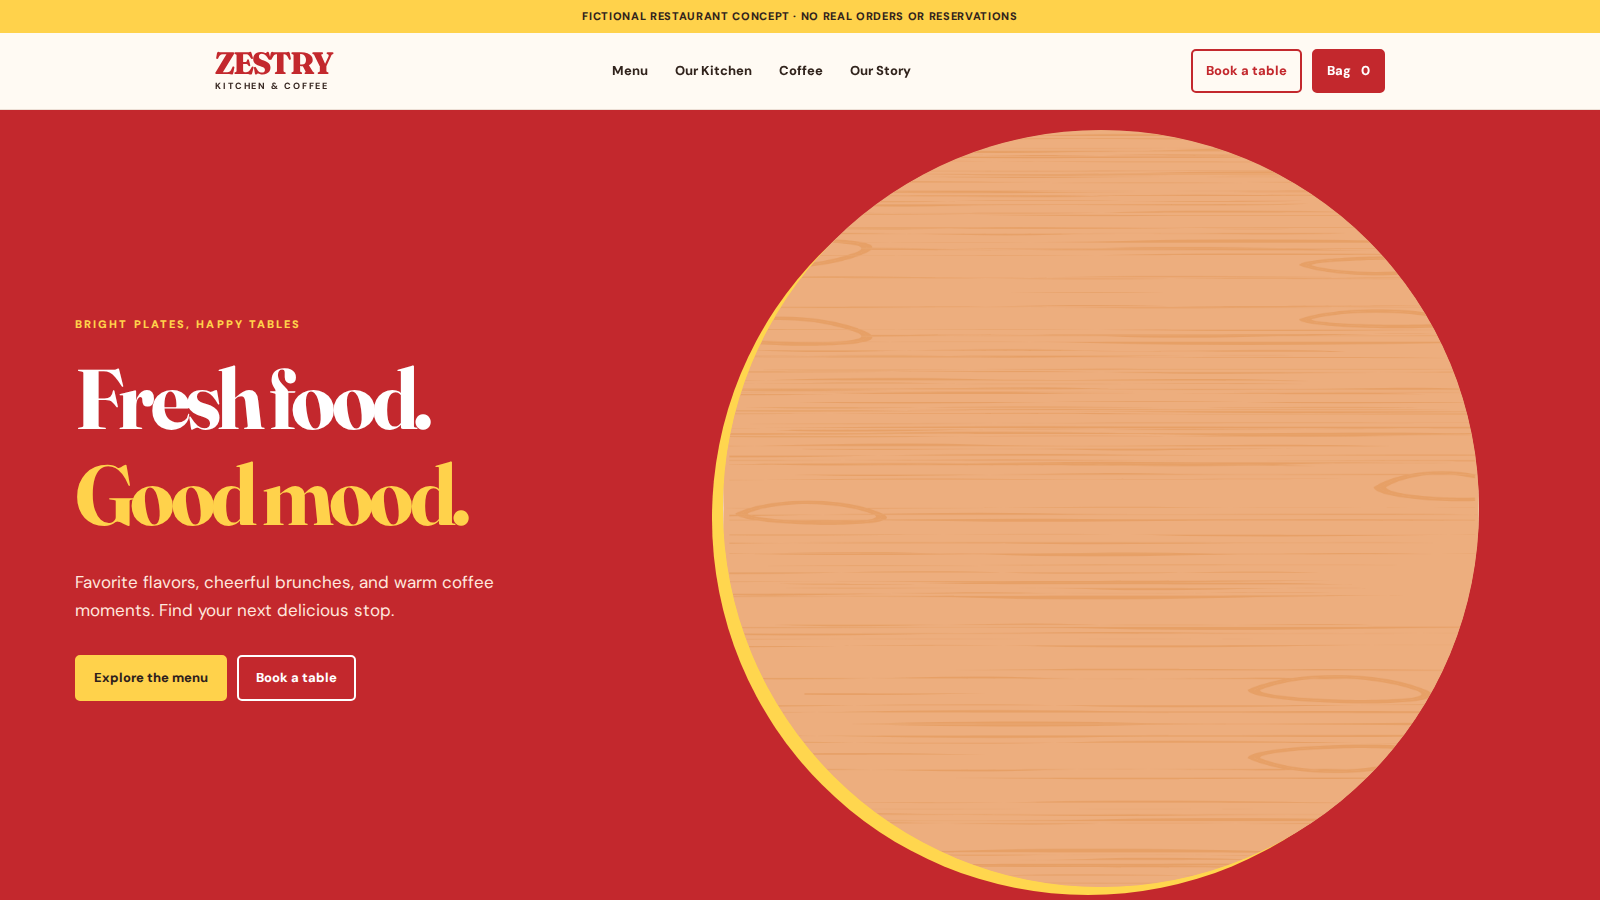 FICTIONAL RESTAURANT CONCEPT · NO REAL ORDERS OR RESERVATIONS
ZESTRY
KITCHEN & COFFEE
Menu Our Kitchen Coffee Our Story
Book a table Bag 0
BRIGHT PLATES, HAPPY TABLES
Fresh food.
Good mood.
Favorite flavors, cheerful brunches, and warm coffee
moments. Find your next delicious stop.
Explore the menu Book a table